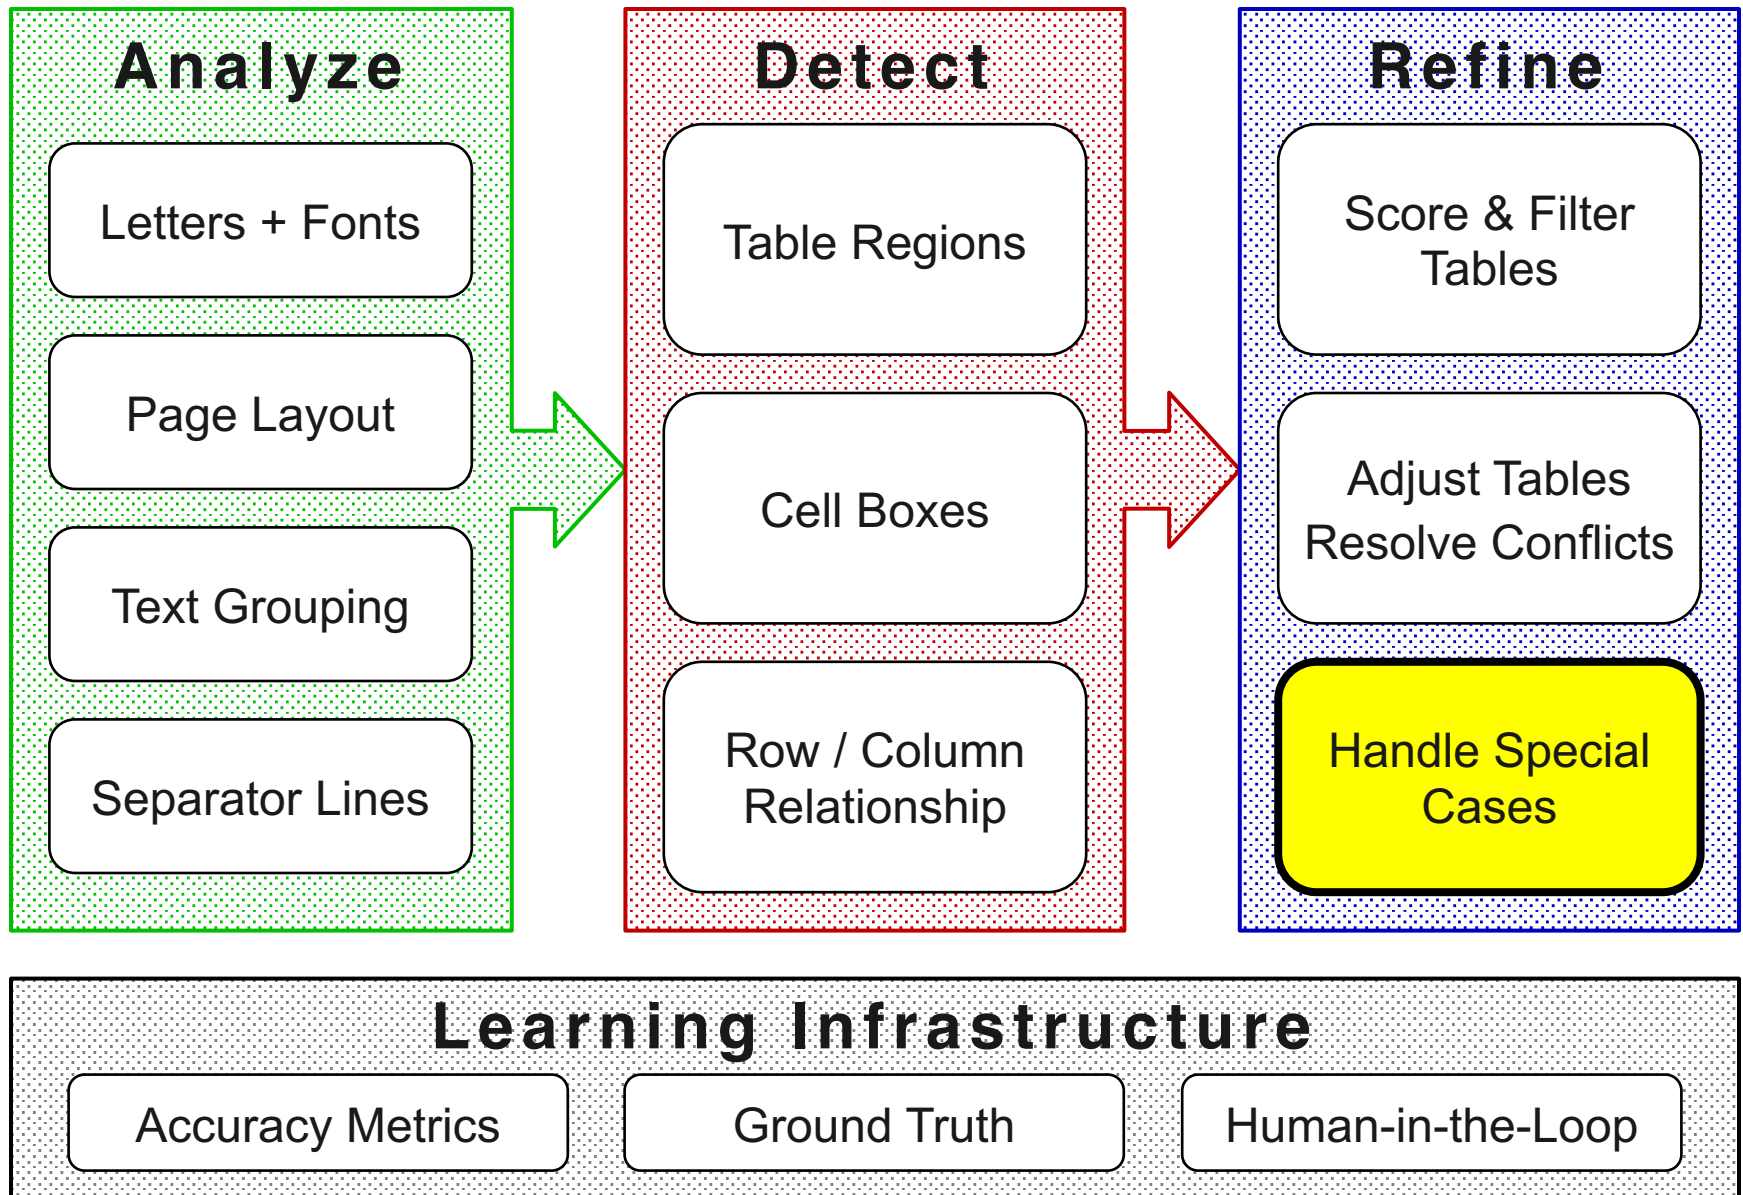 Analyze
Letters + Fonts
Page Layout
Text Grouping
Separator Lines
Detect
Table Regions
Cell Boxes
Row / Column
Relationship
Refine
Score & Filter
Tables
Adjust Tables
Resolve Conflicts
Handle Special
Cases
Learning Infrastructure
Accuracy Metrics
Ground Truth
Human-in-the-Loop